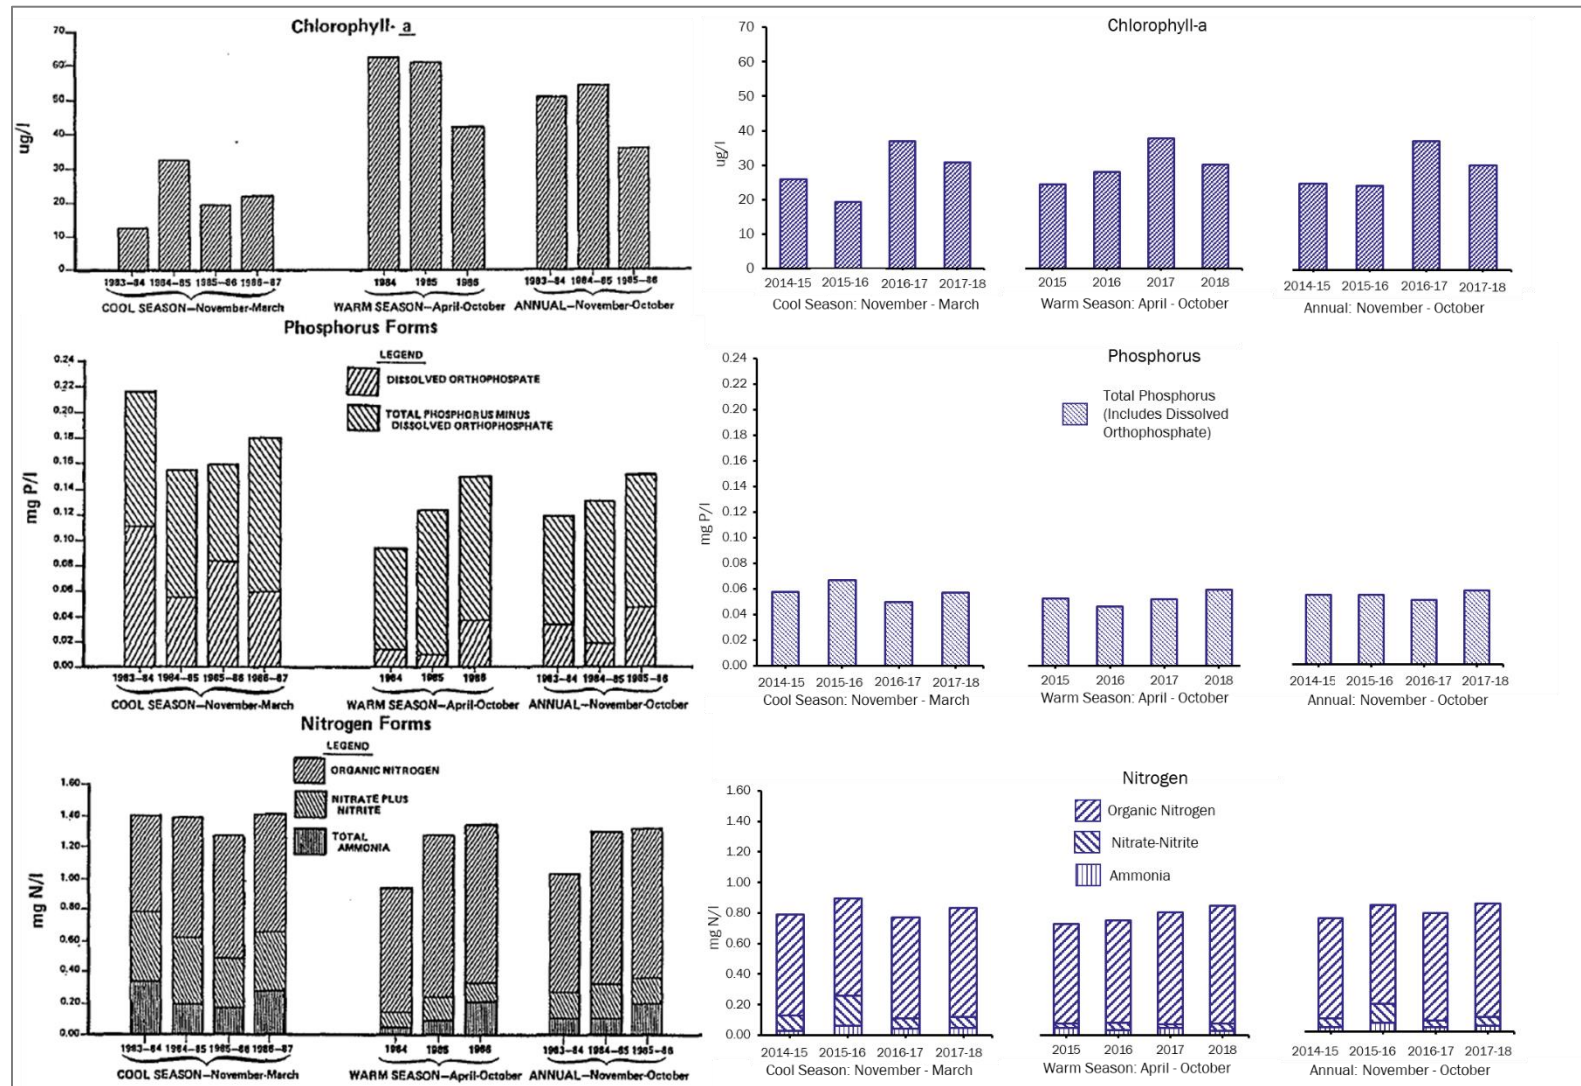 Chlorophyll- a
70
60
50
40
30
20
10
0
ug/l
1983–84 1984–85 1985–86 1986–87
COOL SEASON—November-March
1984 1985 1986
WARM SEASON—April-October
1983–84 1984–85 1985–86
ANNUAL—November-October
Chlorophyll-a
70
60
50
40
30
20
10
0
ug/l
2014-15 2015-16 2016-17 2017-18
Cool Season: November - March
2015 2016 2017 2018
Warm Season: April - October
2014-15 2015-16 2016-17 2017-18
Annual: November - October
Phosphorus Forms
LEGEND
DISSOLVED ORTHOPHOSPATE
TOTAL PHOSPHORUS MINUS
DISSOLVED ORTHOPHOSPHATE
0.24
0.22
0.20
0.18
0.16
0.14
0.12
0.10
0.08
0.06
0.04
0.02
0.00
mg P/l
1983–84 1984–85 1985–86 1986–87
COOL SEASON—November-March
1984 1985 1986
WARM SEASON—April-October
1983–84 1984–85 1985–86
ANNUAL—November-October
Phosphorus
Total Phosphorus
(Includes Dissolved
Orthophosphate)
0.24
0.22
0.20
0.18
0.16
0.14
0.12
0.10
0.08
0.06
0.04
0.02
0.00
mg P/l
2014-15 2015-16 2016-17 2017-18
Cool Season: November - March
2015 2016 2017 2018
Warm Season: April - October
2014-15 2015-16 2016-17 2017-18
Annual: November - October
Nitrogen Forms
LEGEND
ORGANIC NITROGEN
NITRATE PLUS
NITRITE
TOTAL
AMMONIA
1.60
1.40
1.20
1.00
0.80
0.60
0.40
0.20
0.00
mg N/l
1983–84 1984–85 1985–86 1986–87
COOL SEASON—November-March
1984 1985 1986
WARM SEASON—April-October
1983–84 1984–85 1985–86
ANNUAL—November-October
Nitrogen
Organic Nitrogen
Nitrate-Nitrite
Ammonia
1.60
1.40
1.20
1.00
0.80
0.60
0.40
0.20
0.00
mg N/l
2014-15 2015-16 2016-17 2017-18
Cool Season: November - March
2015 2016 2017 2018
Warm Season: April - October
2014-15 2015-16 2016-17 2017-18
Annual: November - October